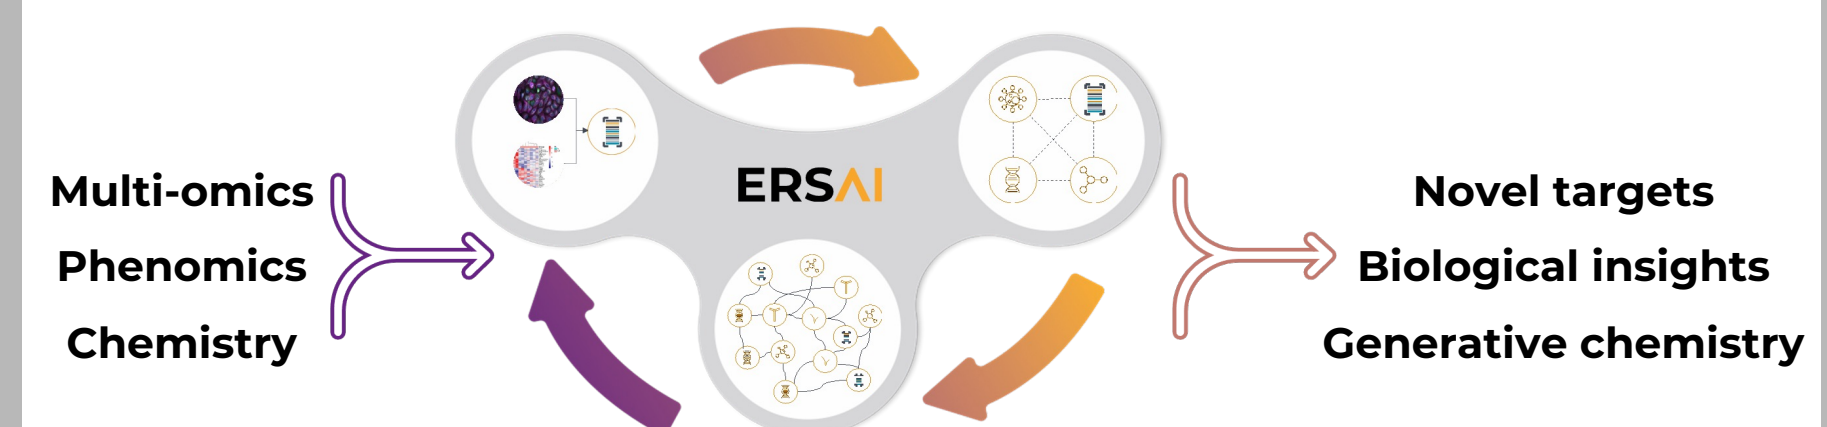 Multi-omics
Phenomics
Chemistry
ERSAI
Novel targets
Biological insights
Generative chemistry